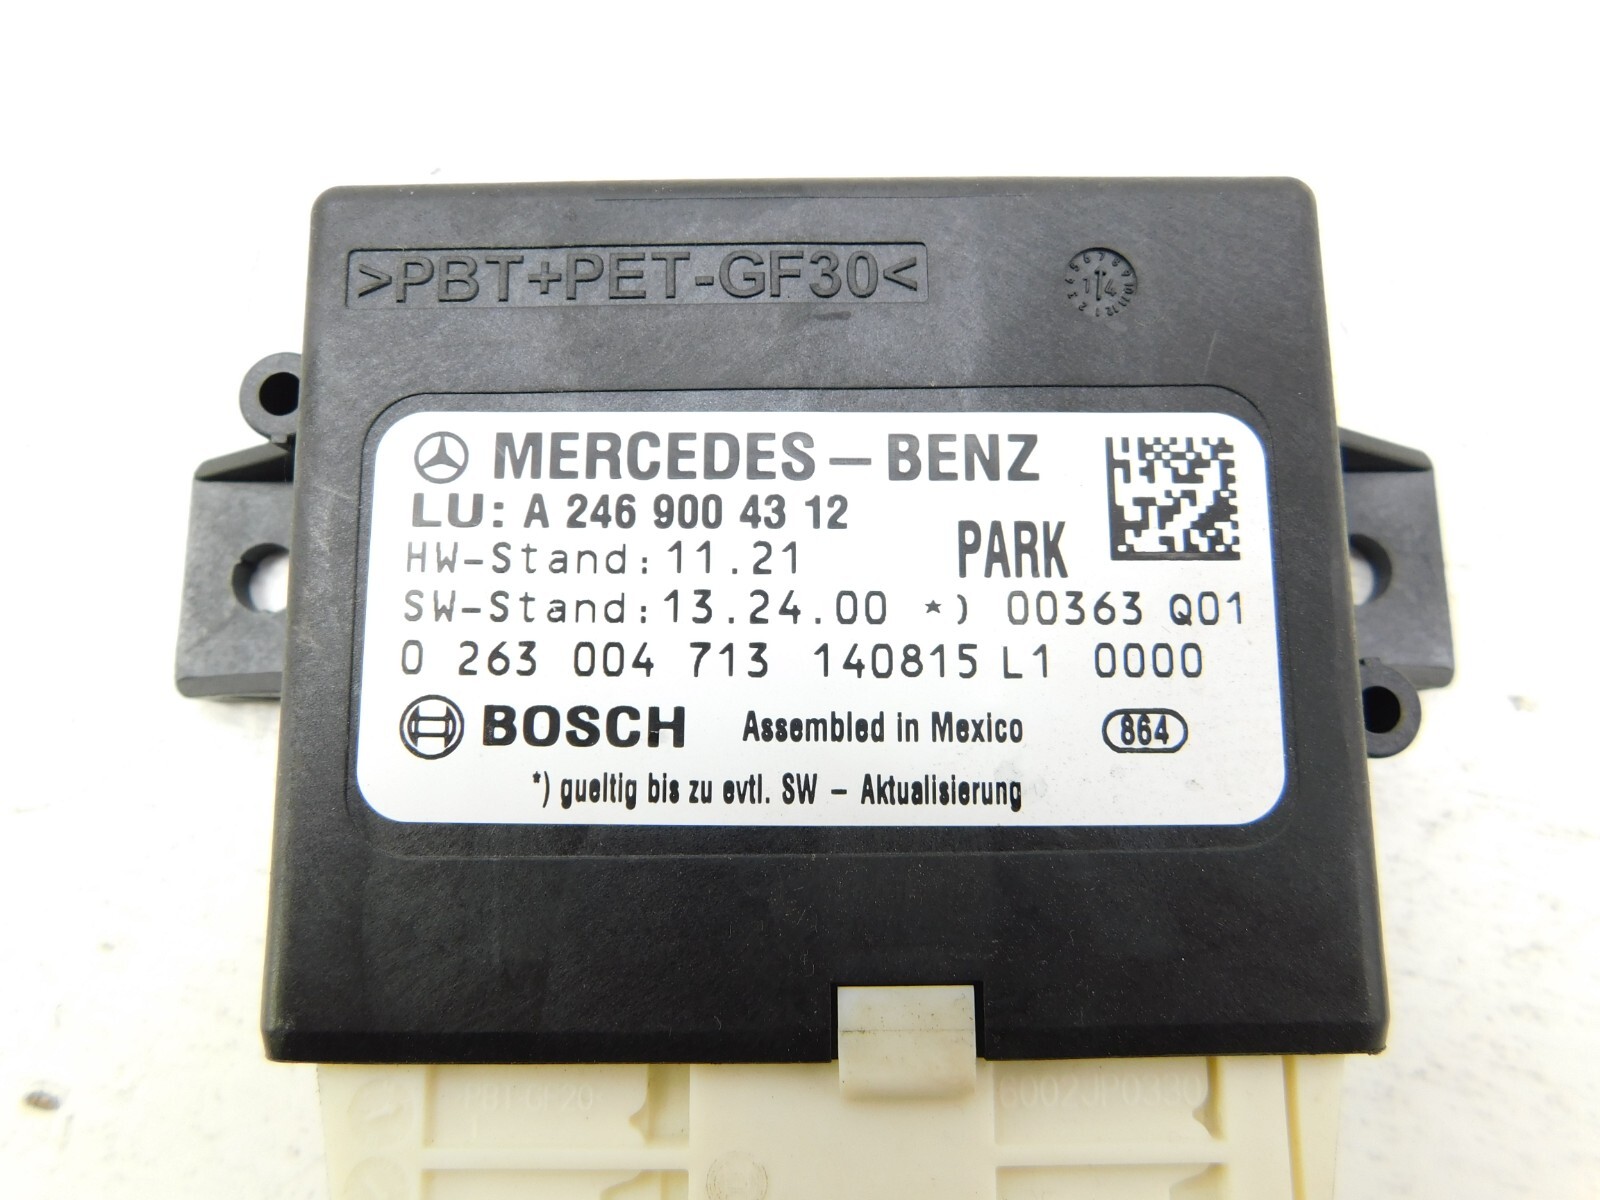 >PBT+PET-GF30<
14
MERCEDES-BENZ
LU: A 246 900 43 12
HW-Stand: 11.21
PARK
SW-Stand: 13.24.00 *) 00363 Q01
0 263 004 713 140815 L1 0000
BOSCH Assembled in Mexico 864
*) gueltig bis zu evtl. SW - Aktualisierung